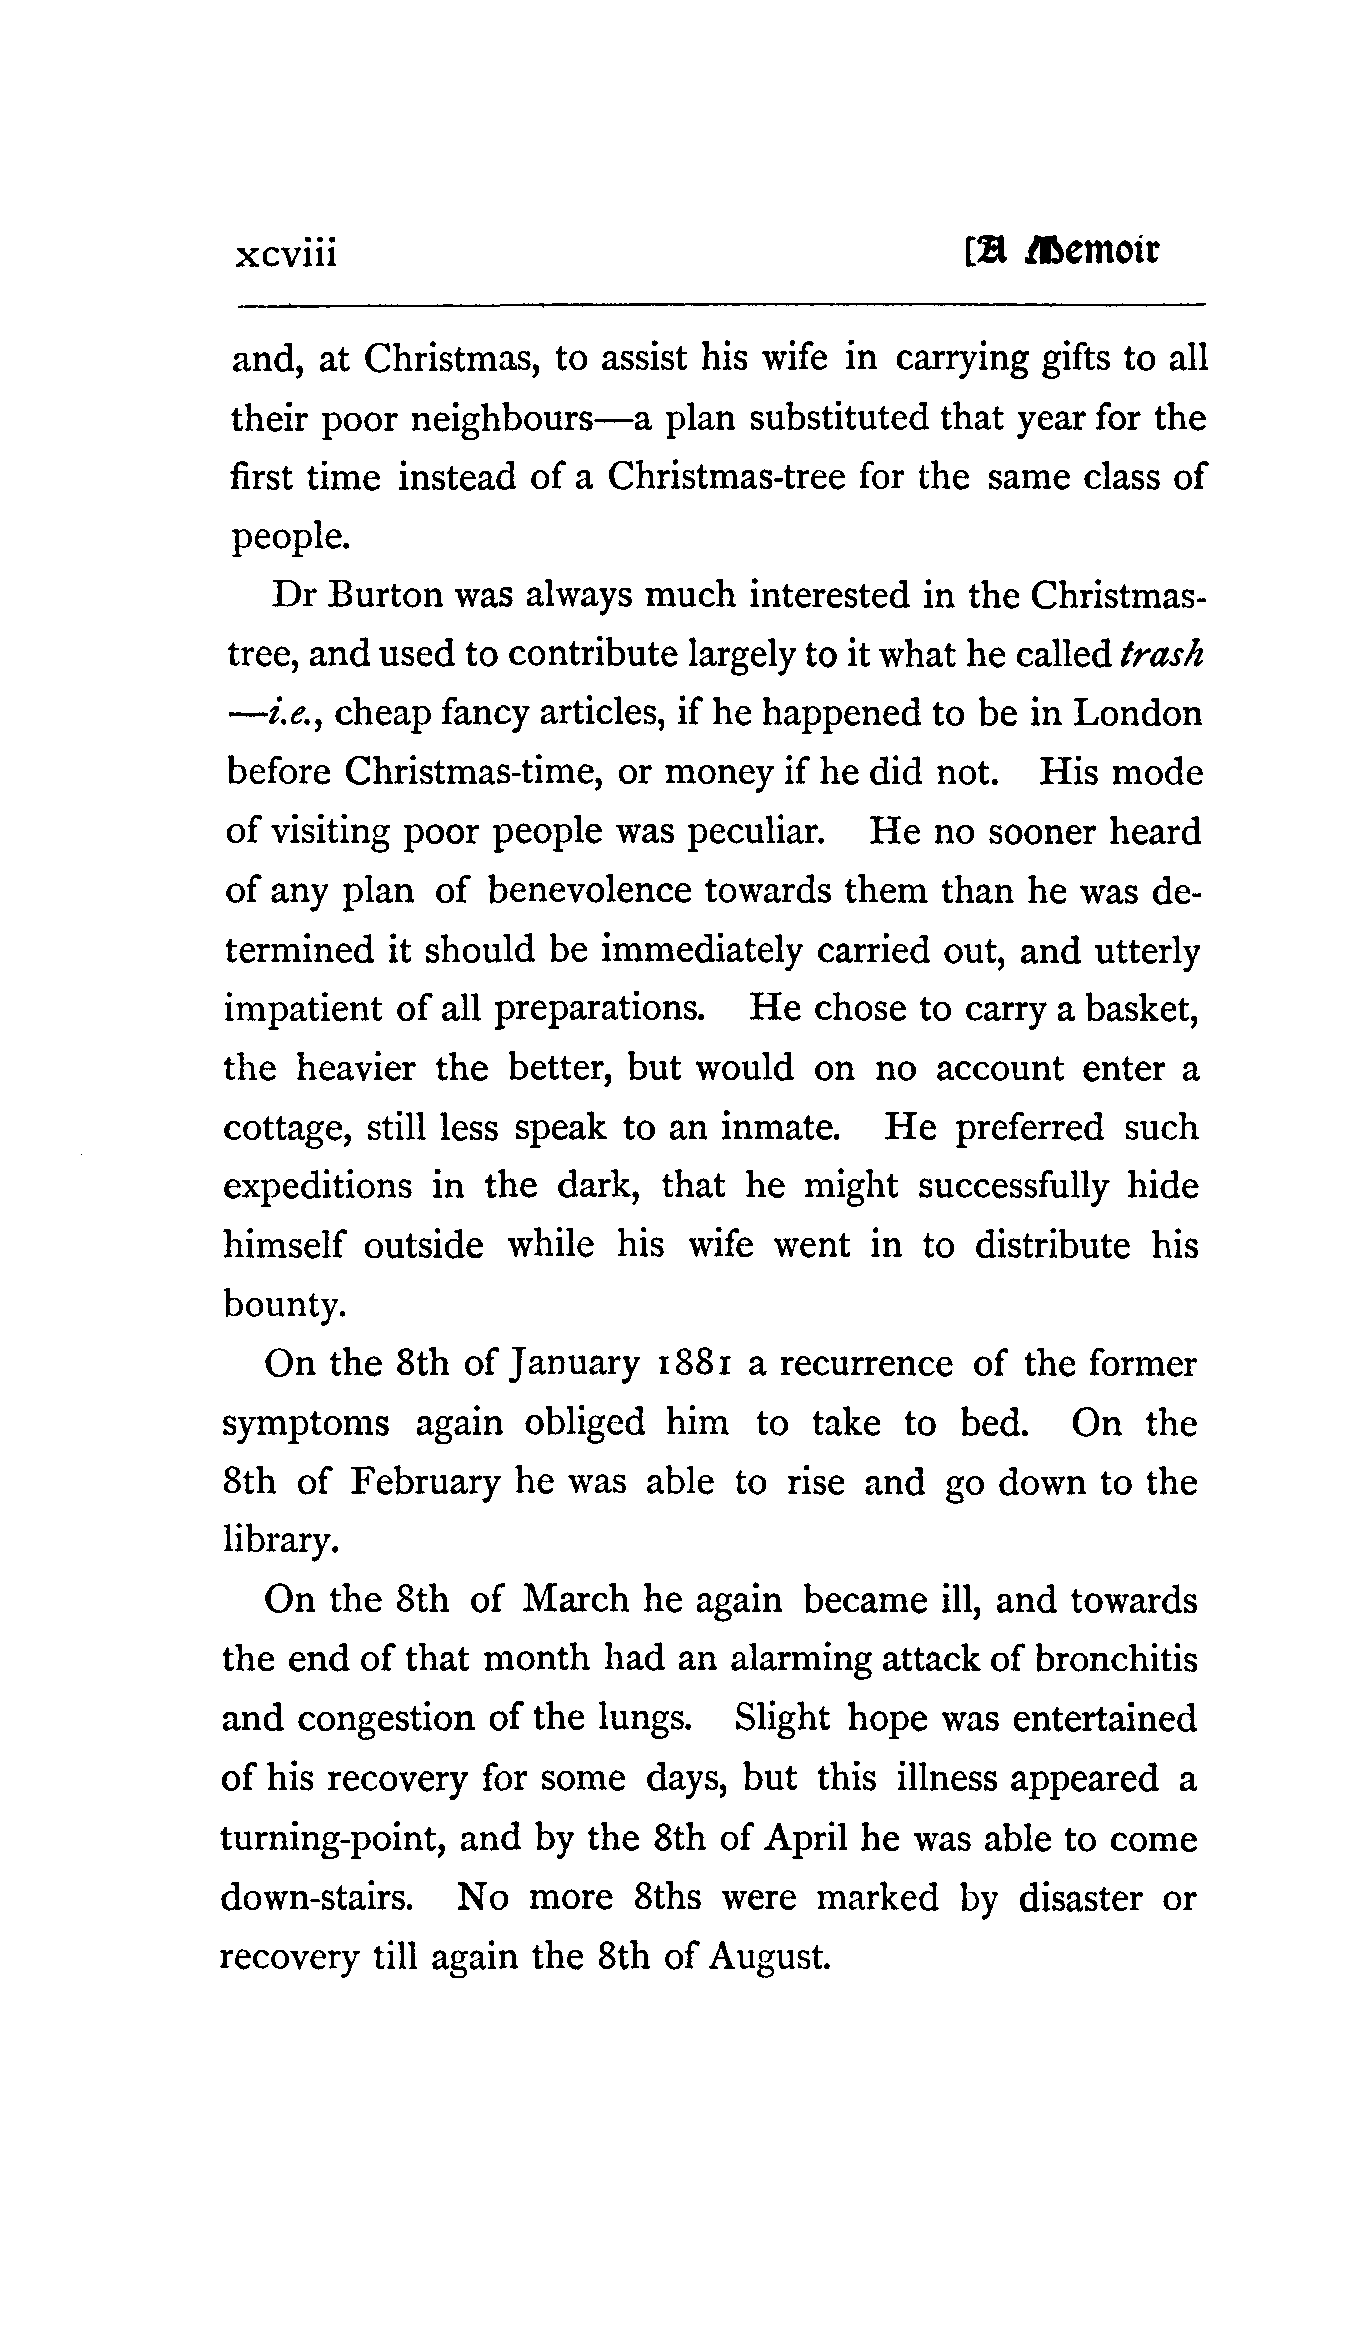 xcviii [A Memoir
and, at Christmas, to assist his wife in carrying gifts to all
their poor neighbours—a plan substituted that year for the
first time instead of a Christmas-tree for the same class of
people.
Dr Burton was always much interested in the Christmas-
tree, and used to contribute largely to it what he called trash
—i.e., cheap fancy articles, if he happened to be in London
before Christmas-time, or money if he did not. His mode
of visiting poor people was peculiar. He no sooner heard
of any plan of benevolence towards them than he was de-
termined it should be immediately carried out, and utterly
impatient of all preparations. He chose to carry a basket,
the heavier the better, but would on no account enter a
cottage, still less speak to an inmate. He preferred such
expeditions in the dark, that he might successfully hide
himself outside while his wife went in to distribute his
bounty.
On the 8th of January 1881 a recurrence of the former
symptoms again obliged him to take to bed. On the
8th of February he was able to rise and go down to the
library.
On the 8th of March he again became ill, and towards
the end of that month had an alarming attack of bronchitis
and congestion of the lungs. Slight hope was entertained
of his recovery for some days, but this illness appeared a
turning-point, and by the 8th of April he was able to come
down-stairs. No more 8ths were marked by disaster or
recovery till again the 8th of August.